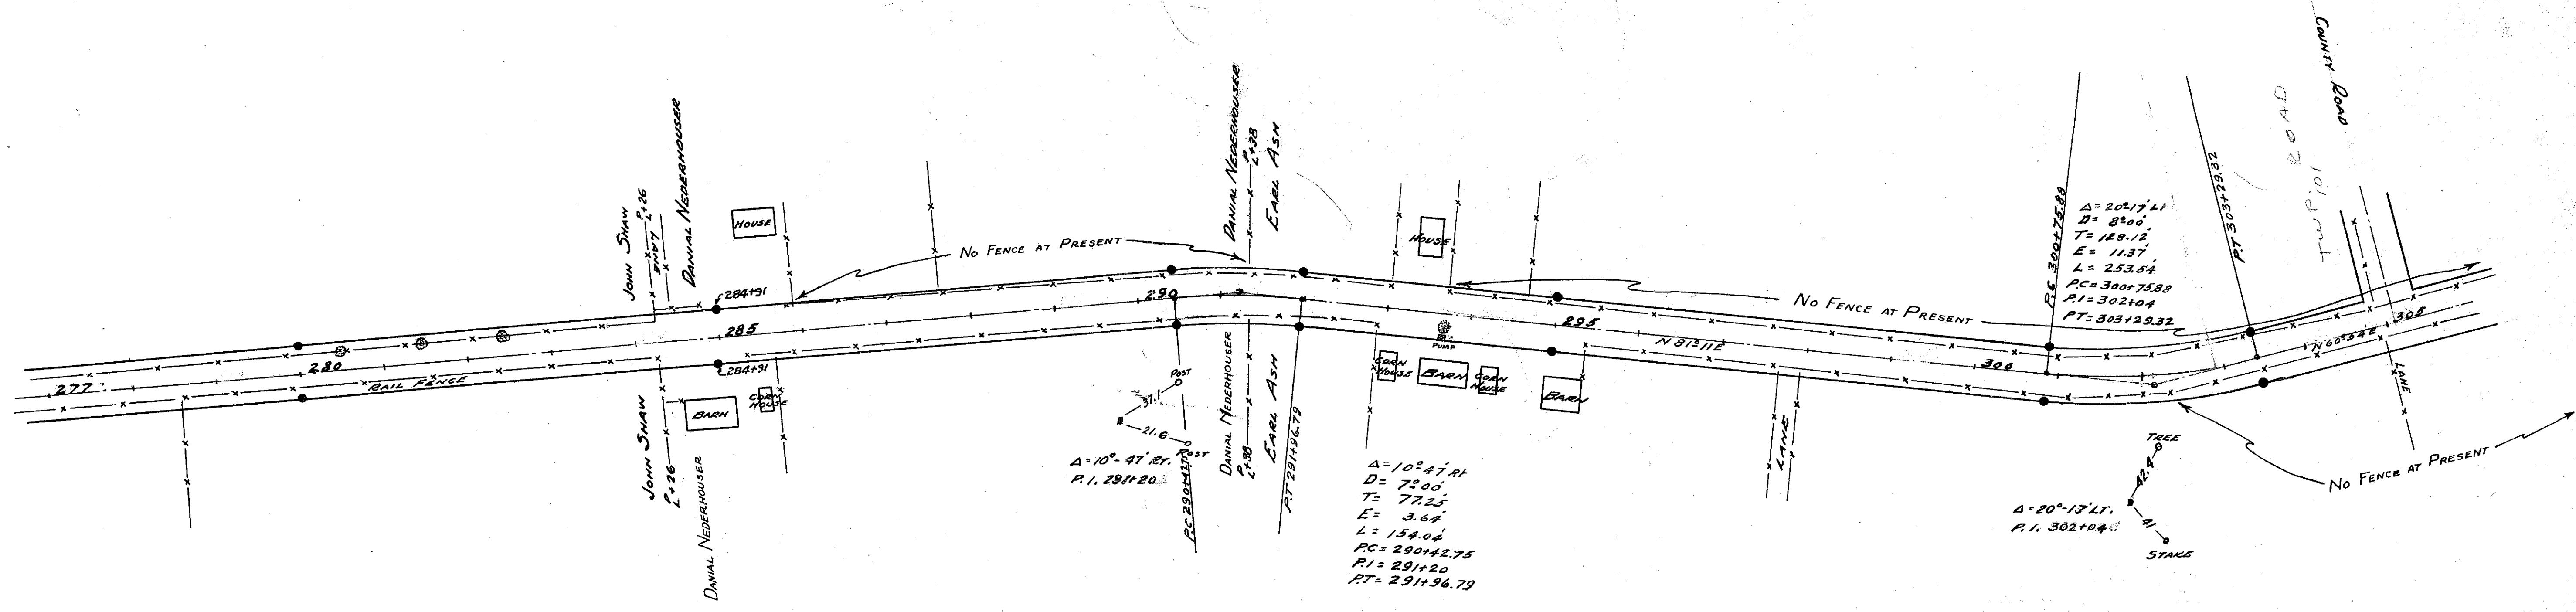 277
280
RAIL FENCE
JOHN SHAW
P/L+26
LANE
DANIAL NEDERHOUSER
JOHN SHAW
P/L+26
DANIAL NEDERHOUSER
284+91
285
284+91
HOUSE
BARN
CORN HOUSE
NO FENCE AT PRESENT
290
DANIAL NEDERHOUSER
P/L+38
EARL ASH
POST
37.1
21.6
POST
Δ=10°-47' RT.
P.I. 291+20
P.C 290+42.75
DANIAL NEDERHOUSER
P/L+38
EARL ASH
P.T 291+96.79
HOUSE
PUMP
CORN HOUSE
BARN
CORN HOUSE
BARN
Δ=10°47' RT
D= 7°00'
T= 77.25'
E= 3.64'
L= 154.04'
P.C= 290+42.75
P.I= 291+20
P.T= 291+96.79
295
NO FENCE AT PRESENT
N 81°11'E
LANE
300
P.C 300+75.88
Δ=20°17' LT
D= 8°00'
T= 128.12'
E= 11.37'
L= 253.54'
P.C=300+75.88
P.I=302+04
P.T=303+29.32
P.T 303+29.32
TWP 101 ROAD
COUNTY ROAD
N 60°54'E
305
LANE
TREE
42.9
41
STAKE
Δ=20°-17' LT.
P.I. 302+04
NO FENCE AT PRESENT